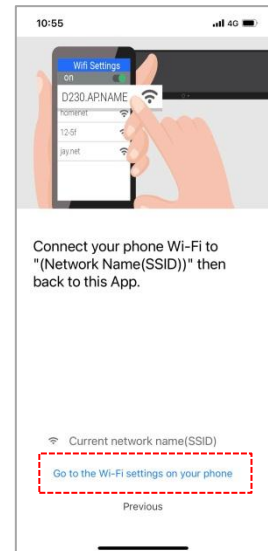 10:55
4G
Wifi Settings
on
D230.AP.NAME
homenet
12-5f
jay.net
Connect your phone Wi-Fi to
"(Network Name(SSID))" then
back to this App.
Current network name(SSID)
Go to the Wi-Fi settings on your phone
Previous